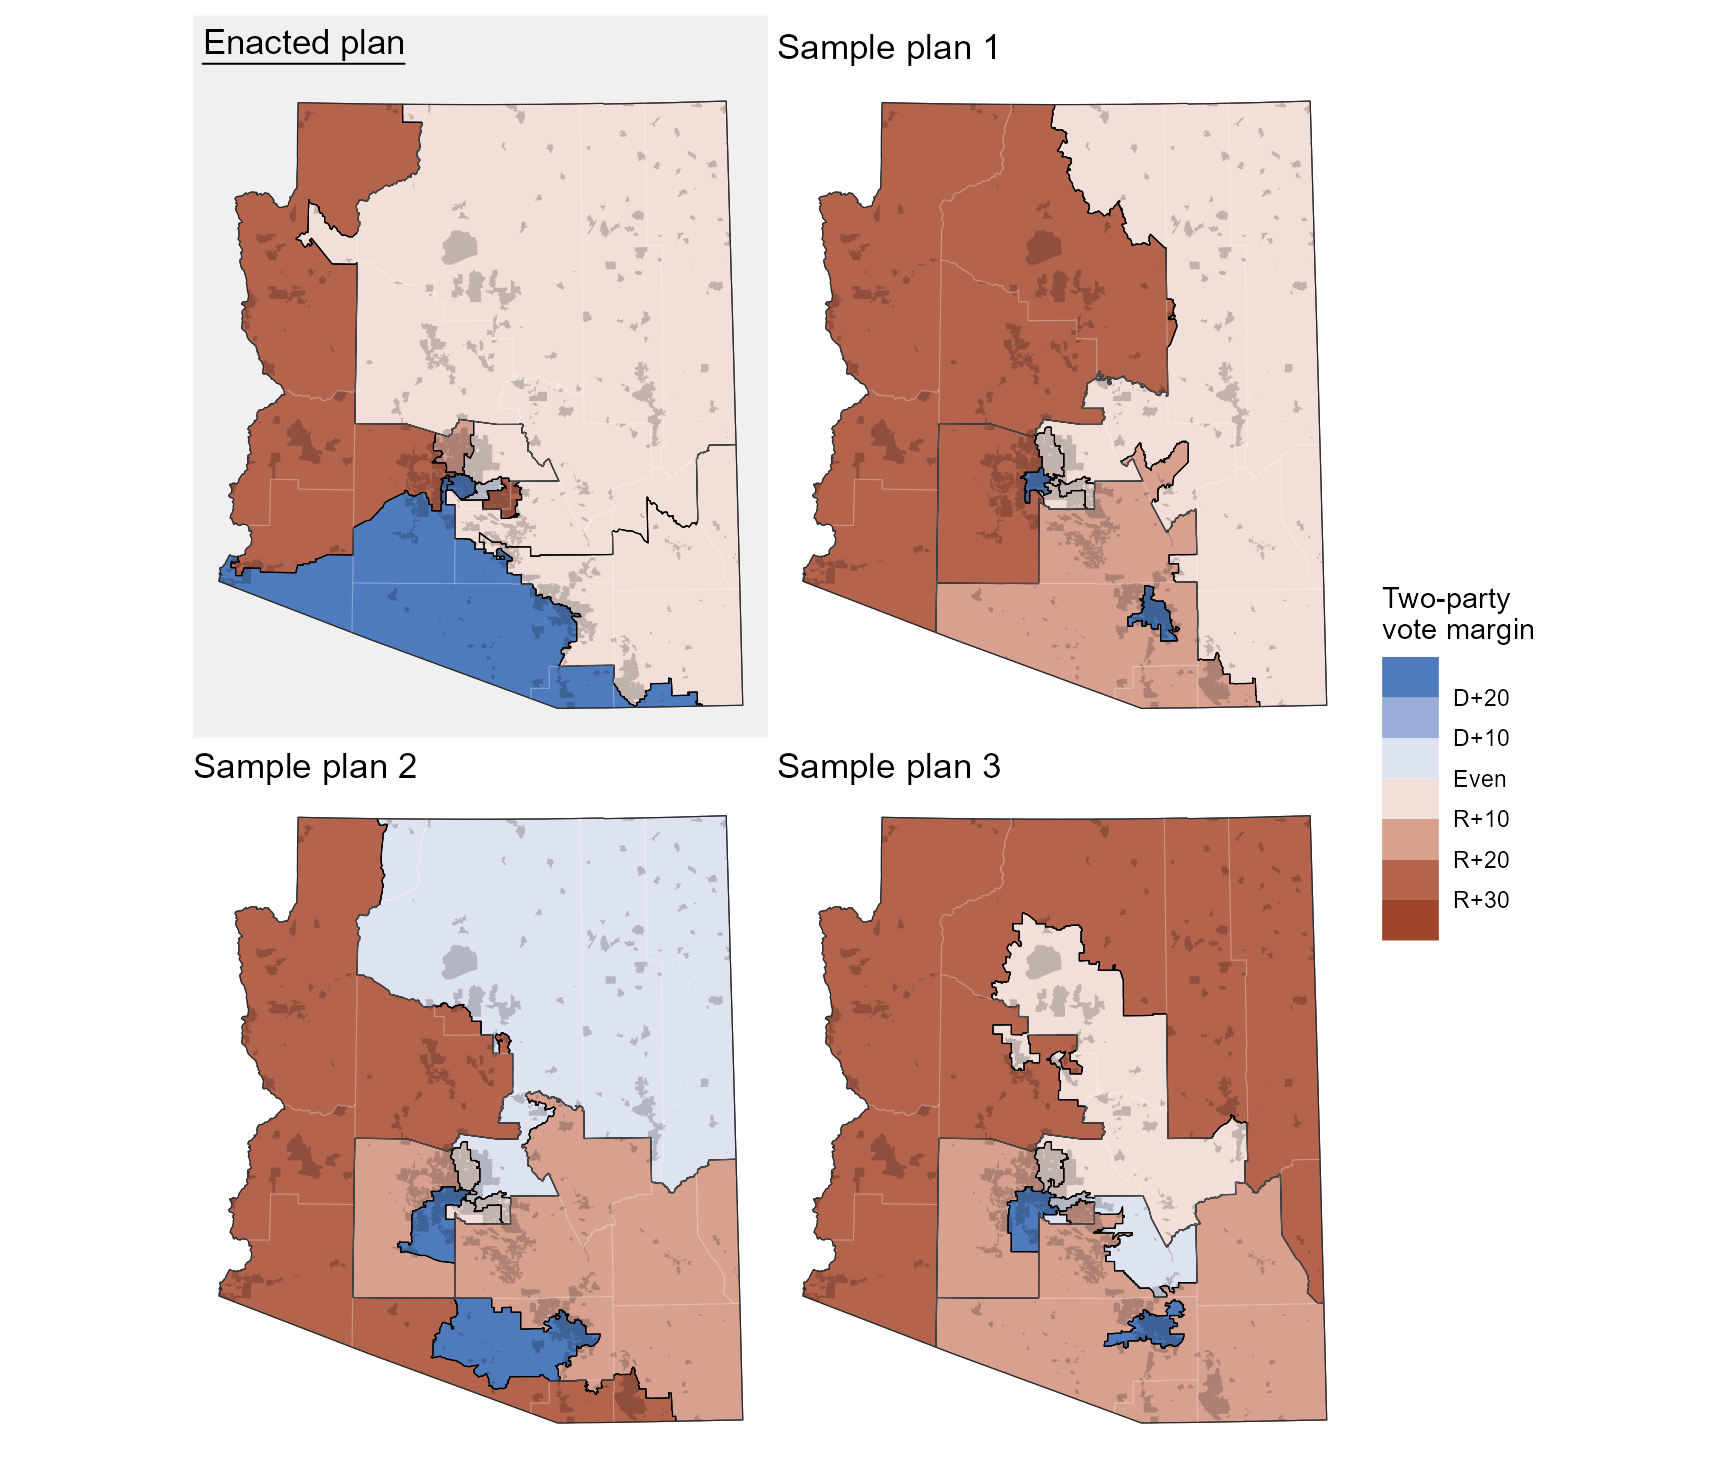 Enacted plan
Sample plan 1
Sample plan 2
Sample plan 3
Two-party
vote margin
D+20
D+10
Even
R+10
R+20
R+30